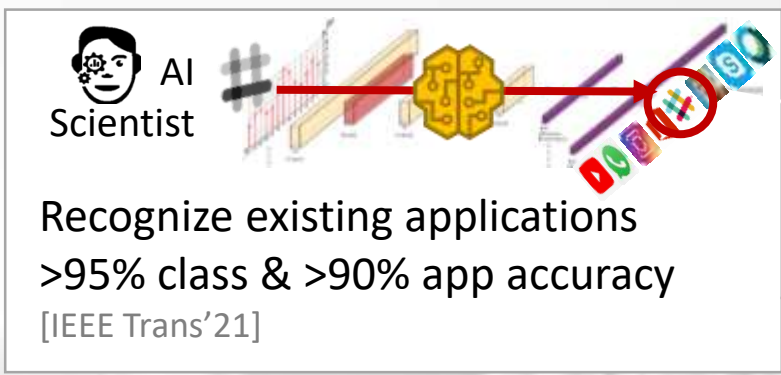 AI
Scientist
Recognize existing applications
>95% class & >90% app accuracy
[IEEE Trans'21]